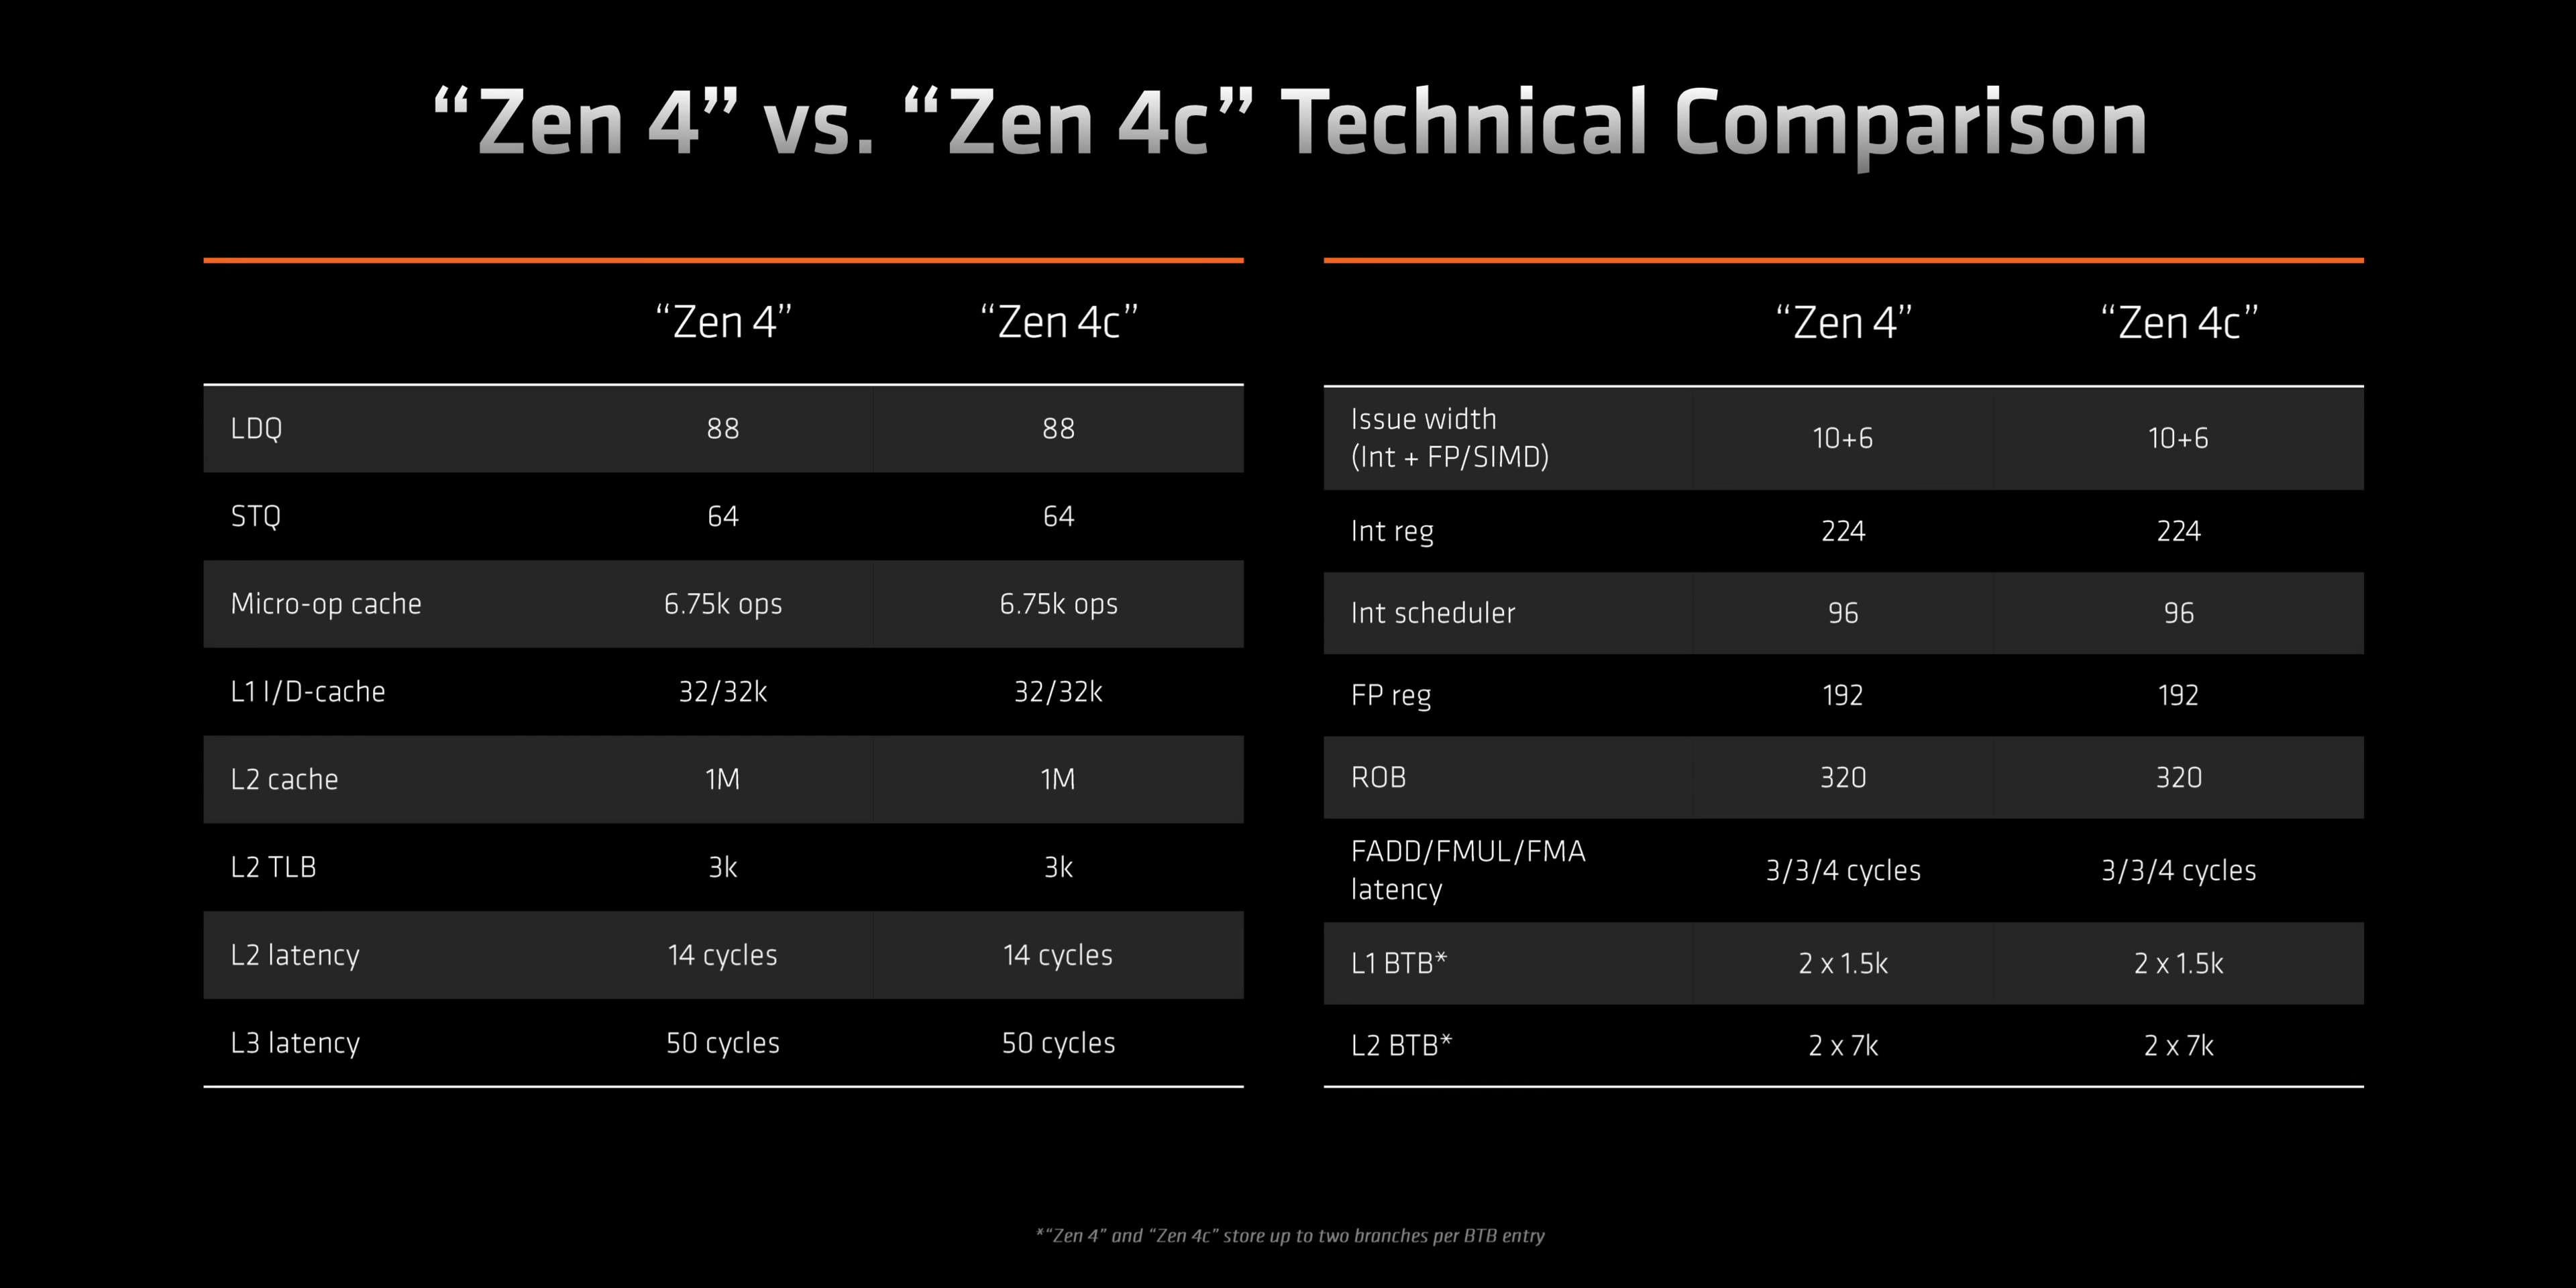 “Zen 4” vs. “Zen 4c” Technical Comparison
“Zen 4” “Zen 4c”
LDQ 88 88
STQ 64 64
Micro-op cache 6.75k ops 6.75k ops
L1 I/D-cache 32/32k 32/32k
L2 cache 1M 1M
L2 TLB 3k 3k
L2 latency 14 cycles 14 cycles
L3 latency 50 cycles 50 cycles
“Zen 4” “Zen 4c”
Issue width
(Int + FP/SIMD) 10+6 10+6
Int reg 224 224
Int scheduler 96 96
FP reg 192 192
ROB 320 320
FADD/FMUL/FMA
latency 3/3/4 cycles 3/3/4 cycles
L1 BTB* 2 x 1.5k 2 x 1.5k
L2 BTB* 2 x 7k 2 x 7k
*“Zen 4” and “Zen 4c” store up to two branches per BTB entry